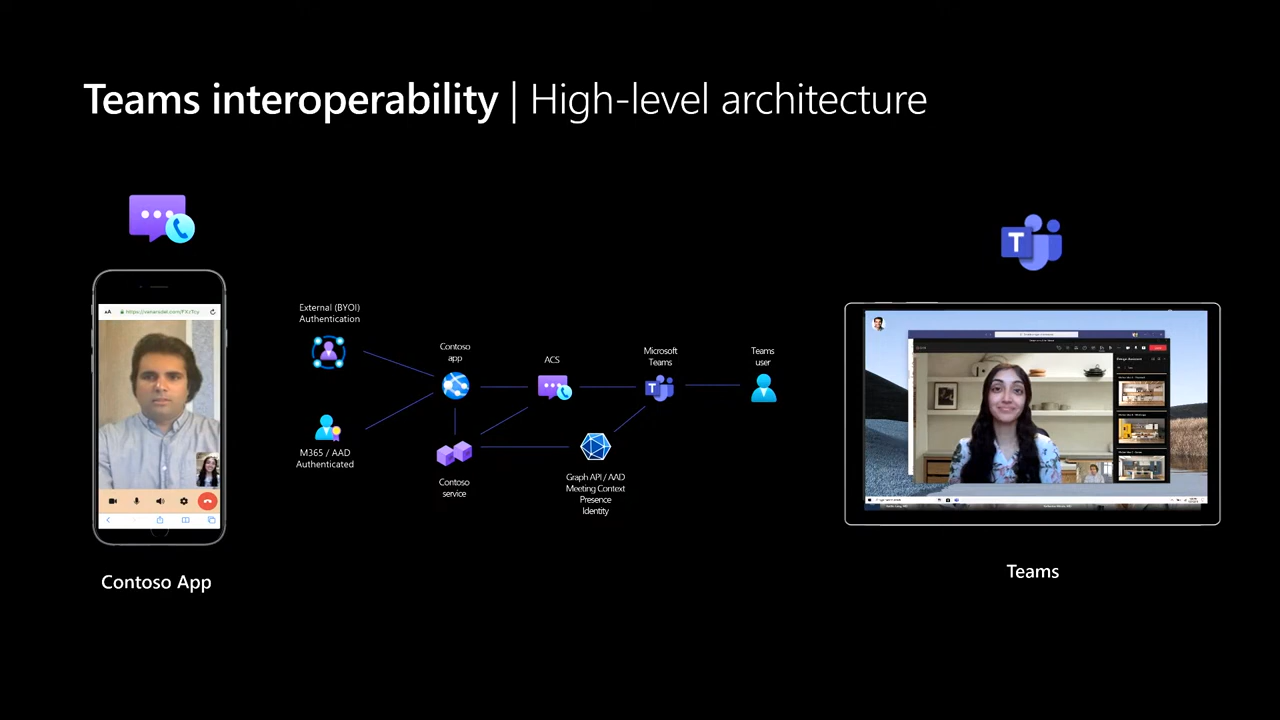 Teams interoperability | High-level architecture
External (BYOI)
Authentication
M365 / AAD
Authenticated
Contoso
app
Contoso
service
ACS
Graph API / AAD
Meeting Context
Presence
Identity
Microsoft
Teams
Teams
user
T
T
AA
Contoso App
Teams